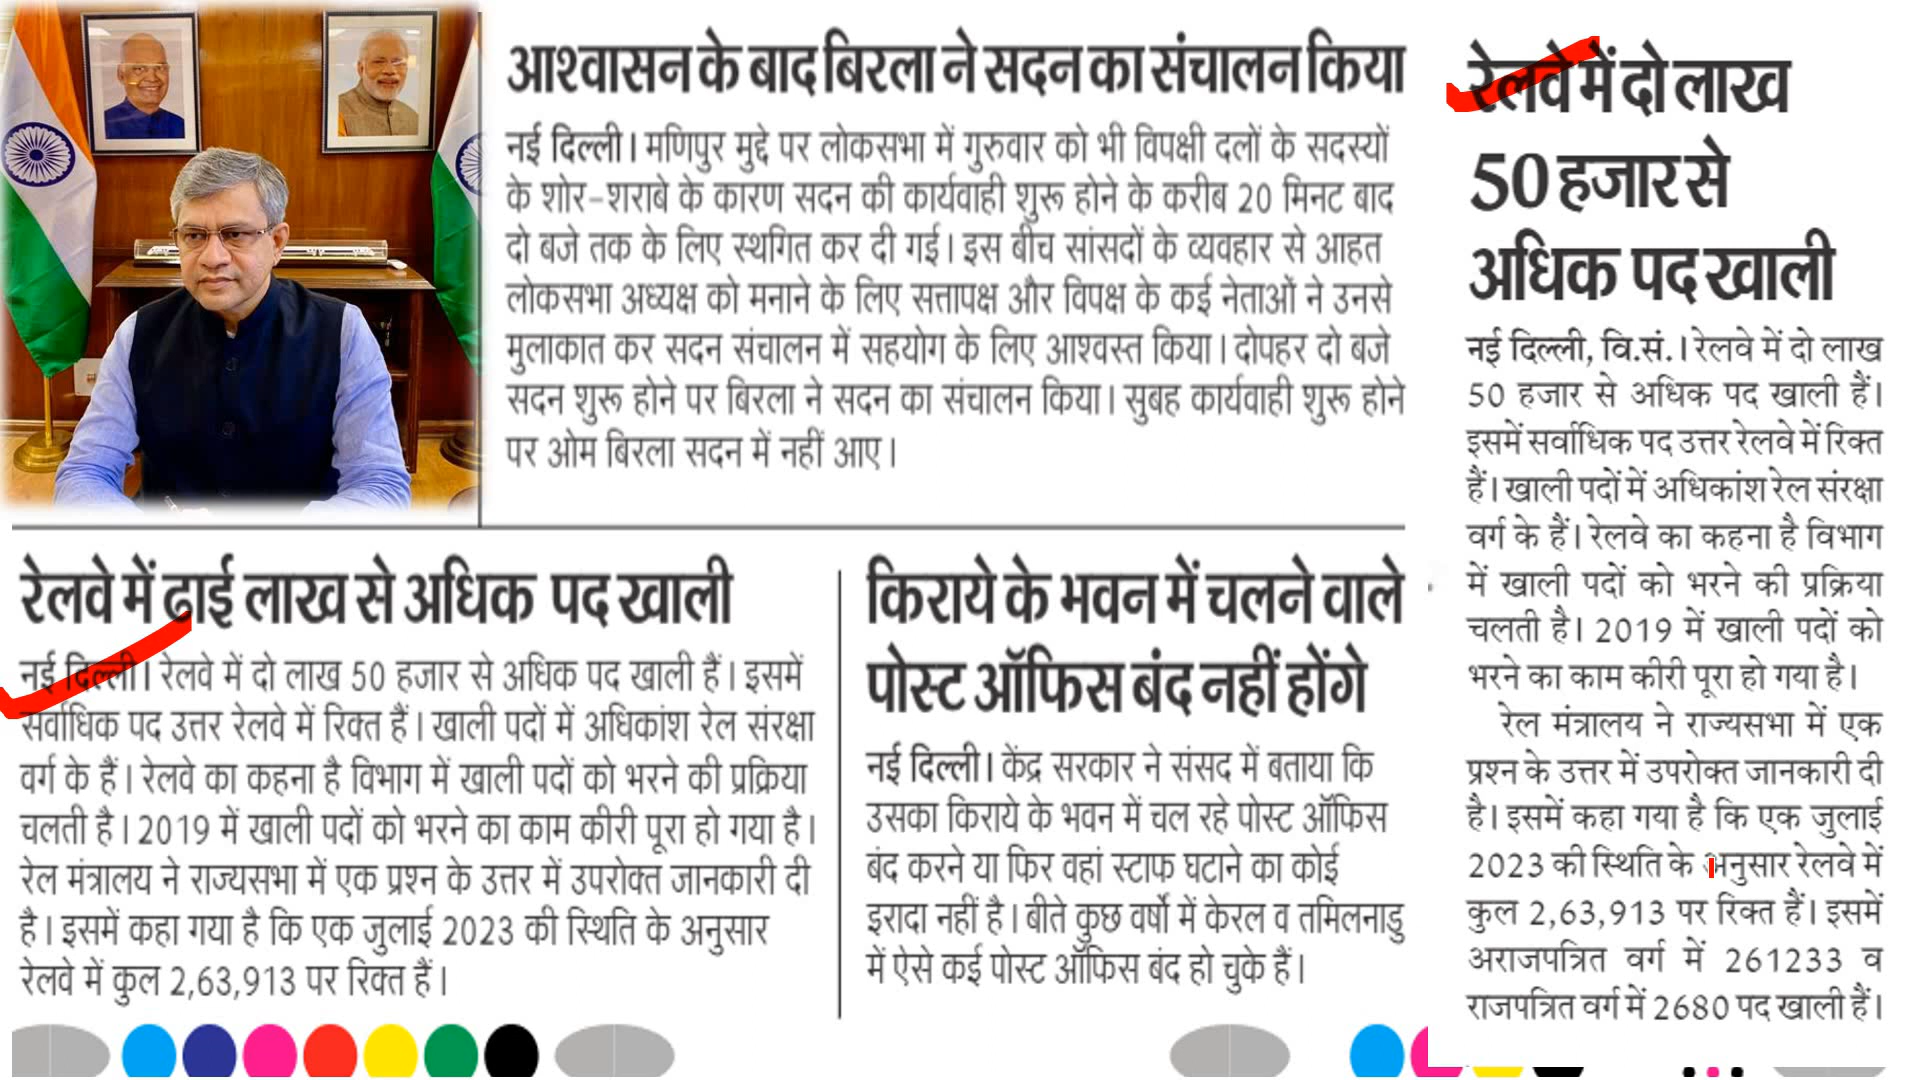 आश्वासन के बाद बिरला ने सदन का संचालन किया
नई दिल्ली। मणिपुर मुद्दे पर लोकसभा में गुरुवार को भी विपक्षी दलों के सदस्यों
के शोर-शराबे के कारण सदन की कार्यवाही शुरू होने के करीब 20 मिनट बाद
दो बजे तक के लिए स्थगित कर दी गई। इस बीच सांसदों के व्यवहार से आहत
लोकसभा अध्यक्ष को मनाने के लिए सत्तापक्ष और विपक्ष के कई नेताओं ने उनसे
मुलाकात कर सदन संचालन में सहयोग के लिए आश्वस्त किया। दोपहर दो बजे
सदन शुरू होने पर बिरला ने सदन का संचालन किया। सुबह कार्यवाही शुरू होने
पर ओम बिरला सदन में नहीं आए।
रेलवे में ढाई लाख से अधिक पद खाली
नई दिल्ली। रेलवे में दो लाख 50 हजार से अधिक पद खाली हैं। इसमें
सर्वाधिक पद उत्तर रेलवे में रिक्त हैं। खाली पदों में अधिकांश रेल संरक्षा
वर्ग के हैं। रेलवे का कहना है विभाग में खाली पदों को भरने की प्रक्रिया
चलती है। 2019 में खाली पदों को भरने का काम कीरी पूरा हो गया है।
रेल मंत्रालय ने राज्यसभा में एक प्रश्न के उत्तर में उपरोक्त जानकारी दी
है। इसमें कहा गया है कि एक जुलाई 2023 की स्थिति के अनुसार
रेलवे में कुल 2,63,913 पर रिक्त हैं।
किराये के भवन में चलने वाले
पोस्ट ऑफिस बंद नहीं होंगे
नई दिल्ली। केंद्र सरकार ने संसद में बताया कि
उसका किराये के भवन में चल रहे पोस्ट ऑफिस
बंद करने या फिर वहां स्टाफ घटाने का कोई
इरादा नहीं है। बीते कुछ वर्षों में केरल व तमिलनाडु
में ऐसे कई पोस्ट ऑफिस बंद हो चुके हैं।
रेलवे में दो लाख
50 हजार से
अधिक पद खाली
नई दिल्ली, वि.सं.। रेलवे में दो लाख
50 हजार से अधिक पद खाली हैं।
इसमें सर्वाधिक पद उत्तर रेलवे में रिक्त
हैं। खाली पदों में अधिकांश रेल संरक्षा
वर्ग के हैं। रेलवे का कहना है विभाग
में खाली पदों को भरने की प्रक्रिया
चलती है। 2019 में खाली पदों को
भरने का काम कीरी पूरा हो गया है।
रेल मंत्रालय ने राज्यसभा में एक
प्रश्न के उत्तर में उपरोक्त जानकारी दी
है। इसमें कहा गया है कि एक जुलाई
2023 की स्थिति के अनुसार रेलवे में
कुल 2,63,913 पर रिक्त हैं। इसमें
अराजपत्रित वर्ग में 261233 व
राजपत्रित वर्ग में 2680 पद खाली हैं।